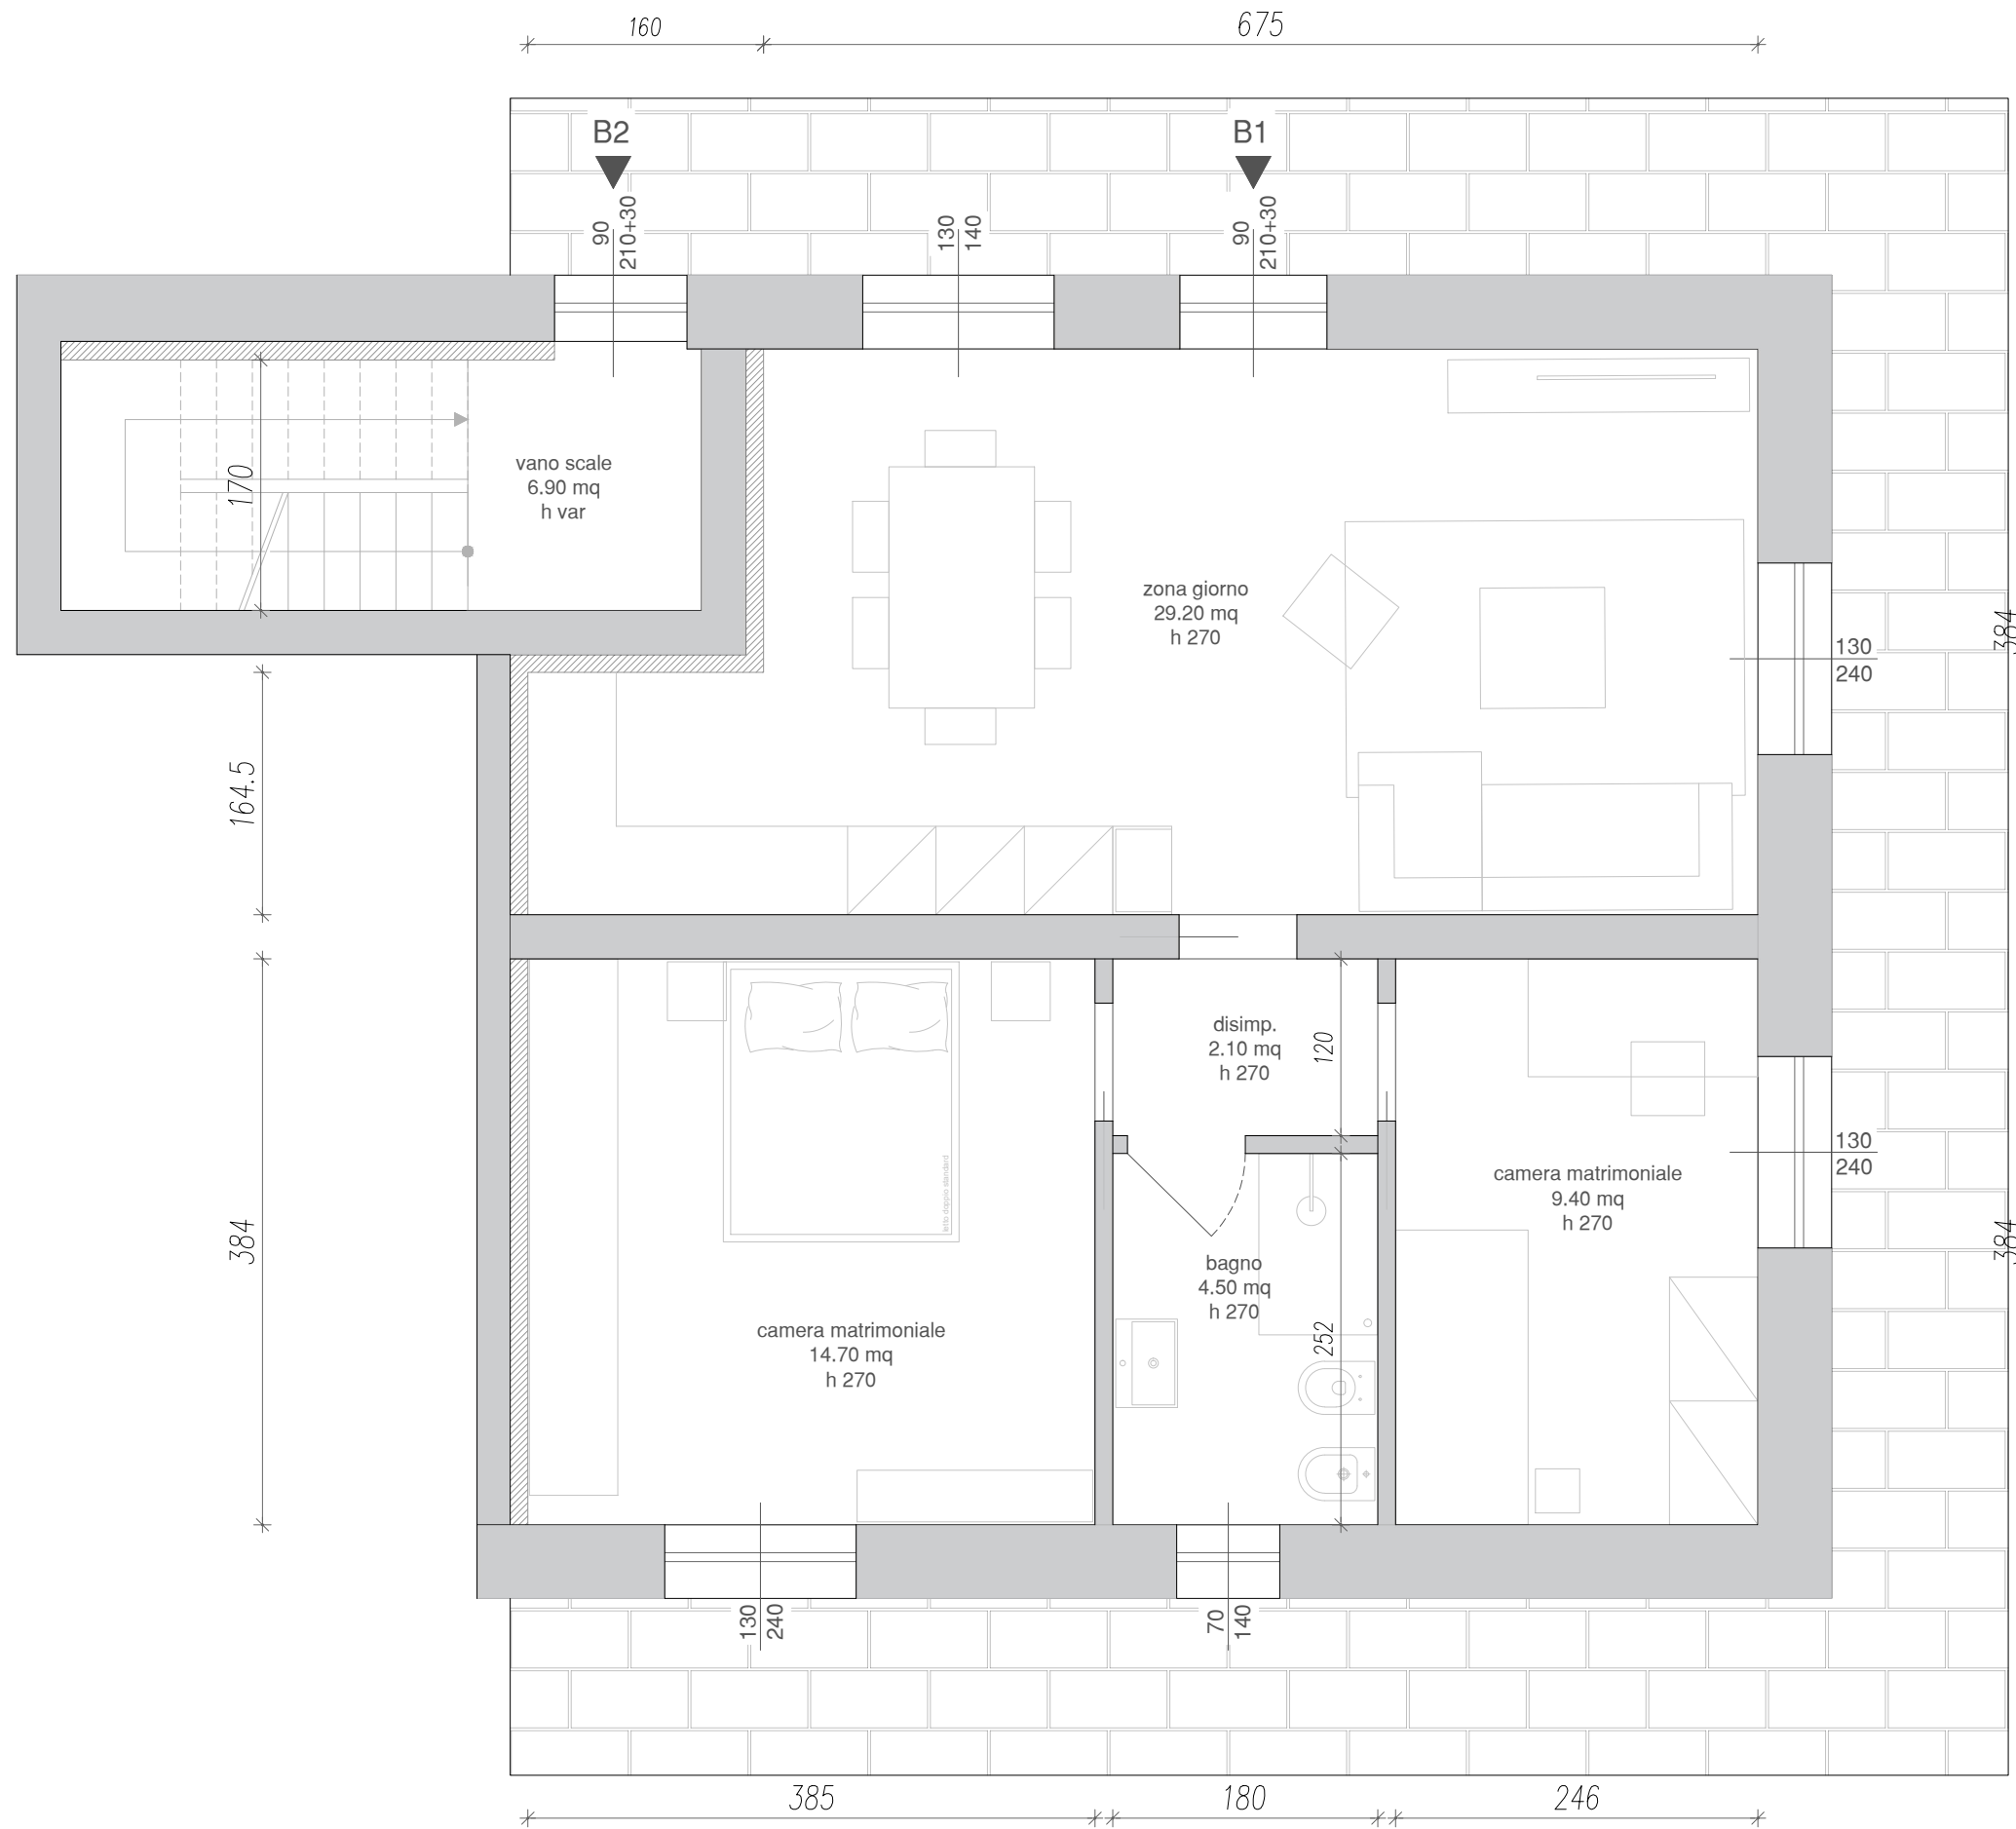 160
675
B2
B1
90
210+30
130
140
90
210+30
vano scale
6.90 mq
h var
170
zona giorno
29.20 mq
h 270
130
240
384
164.5
disimp.
2.10 mq
h 270
120
camera matrimoniale
9.40 mq
h 270
130
240
384
384
letto doppio standard
bagno
4.50 mq
h 270
252
camera matrimoniale
14.70 mq
h 270
130
240
70
140
385
180
246